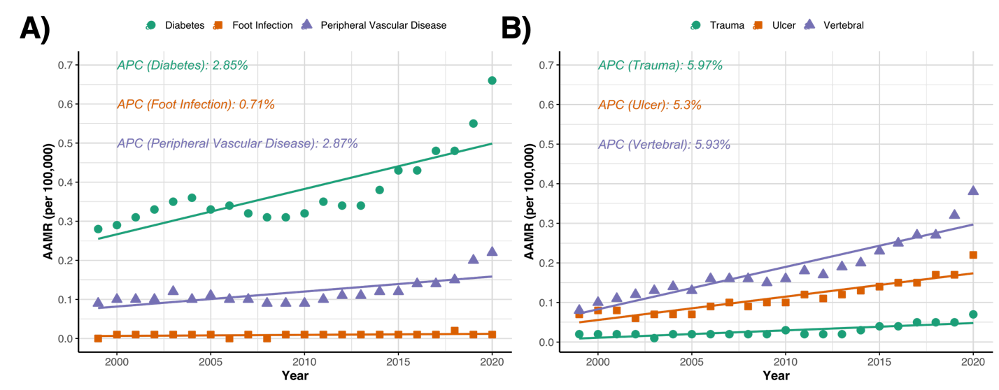 A)
Diabetes Foot Infection Peripheral Vascular Disease
APC (Diabetes): 2.85%
APC (Foot Infection): 0.71%
APC (Peripheral Vascular Disease): 2.87%
AAMR (per 100,000)
0.7
0.6
0.5
0.4
0.3
0.2
0.1
0.0
2000 2005 2010 2015 2020
Year
B)
Trauma Ulcer Vertebral
APC (Trauma): 5.97%
APC (Ulcer): 5.3%
APC (Vertebral): 5.93%
AAMR (per 100,000)
0.7
0.6
0.5
0.4
0.3
0.2
0.1
0.0
2000 2005 2010 2015 2020
Year